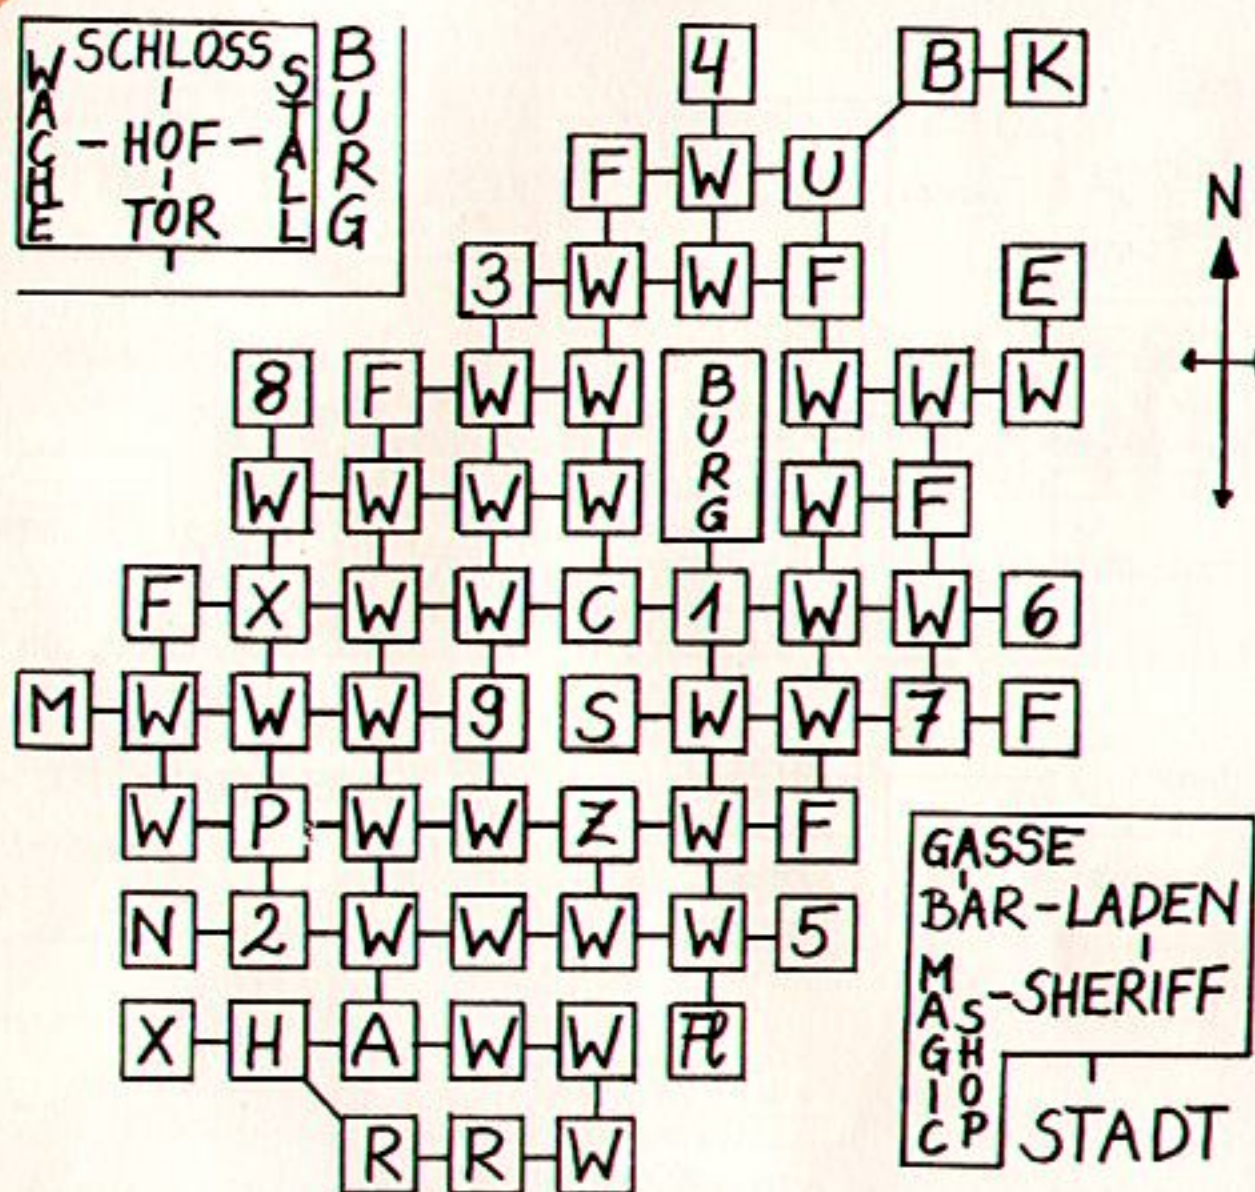 SCHLOSS
WACHE
HOF
STALL
TOR
BURG
4 B K
F W U
N
3 W W F E
8 F W W BURG W W W
W W W W W F
F X W W C 1 W W 6
M W W W 9 S W W 7 F
W P W W Z W F
N 2 W W W W 5
X H A W W
R R W
GASSE
BAR-LADEN
MAGIC SHOP
SHERIFF
STADT